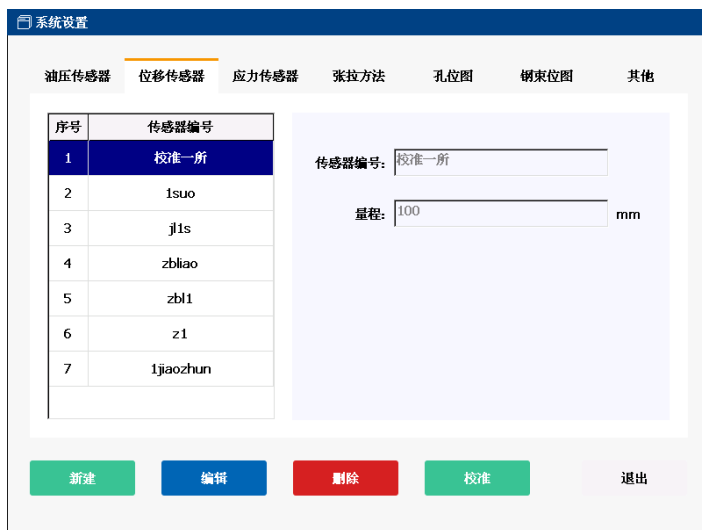 系统设置
油压传感器 位移传感器 应力传感器 张拉方法 孔位图 钢束位图 其他
序号 传感器编号
1 校准一所
2 1suo
3 jl1s
4 zbliao
5 zbl1
6 z1
7 1jiaozhun
传感器编号: 校准一所
量程: 100 mm
新建 编辑 删除 校准 退出